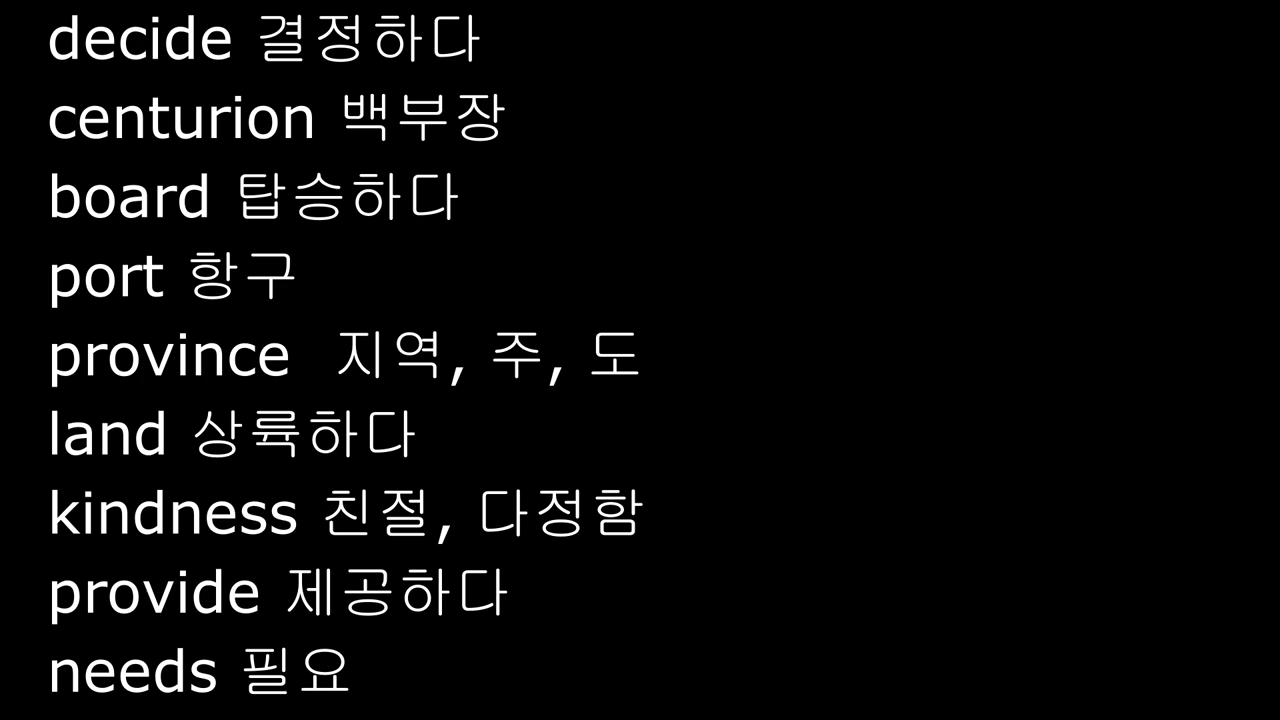 decide 결정하다
centurion 백부장
board 탑승하다
port 항구
province 지역, 주, 도
land 상륙하다
kindness 친절, 다정함
provide 제공하다
needs 필요